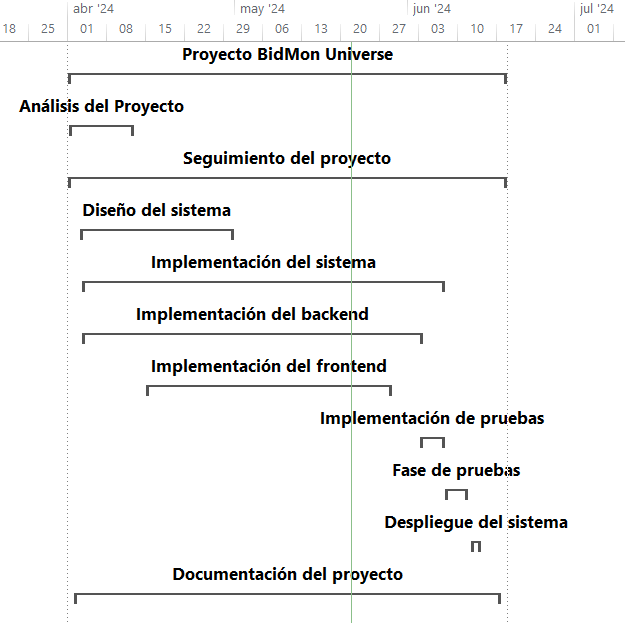 abr '24 may '24 jun '24 jul '24
18 25 01 08 15 22 29 06 13 20 27 03 10 17 24 01
Proyecto BidMon Universe
Análisis del Proyecto
Seguimiento del proyecto
Diseño del sistema
Implementación del sistema
Implementación del backend
Implementación del frontend
Implementación de pruebas
Fase de pruebas
Despliegue del sistema
Documentación del proyecto